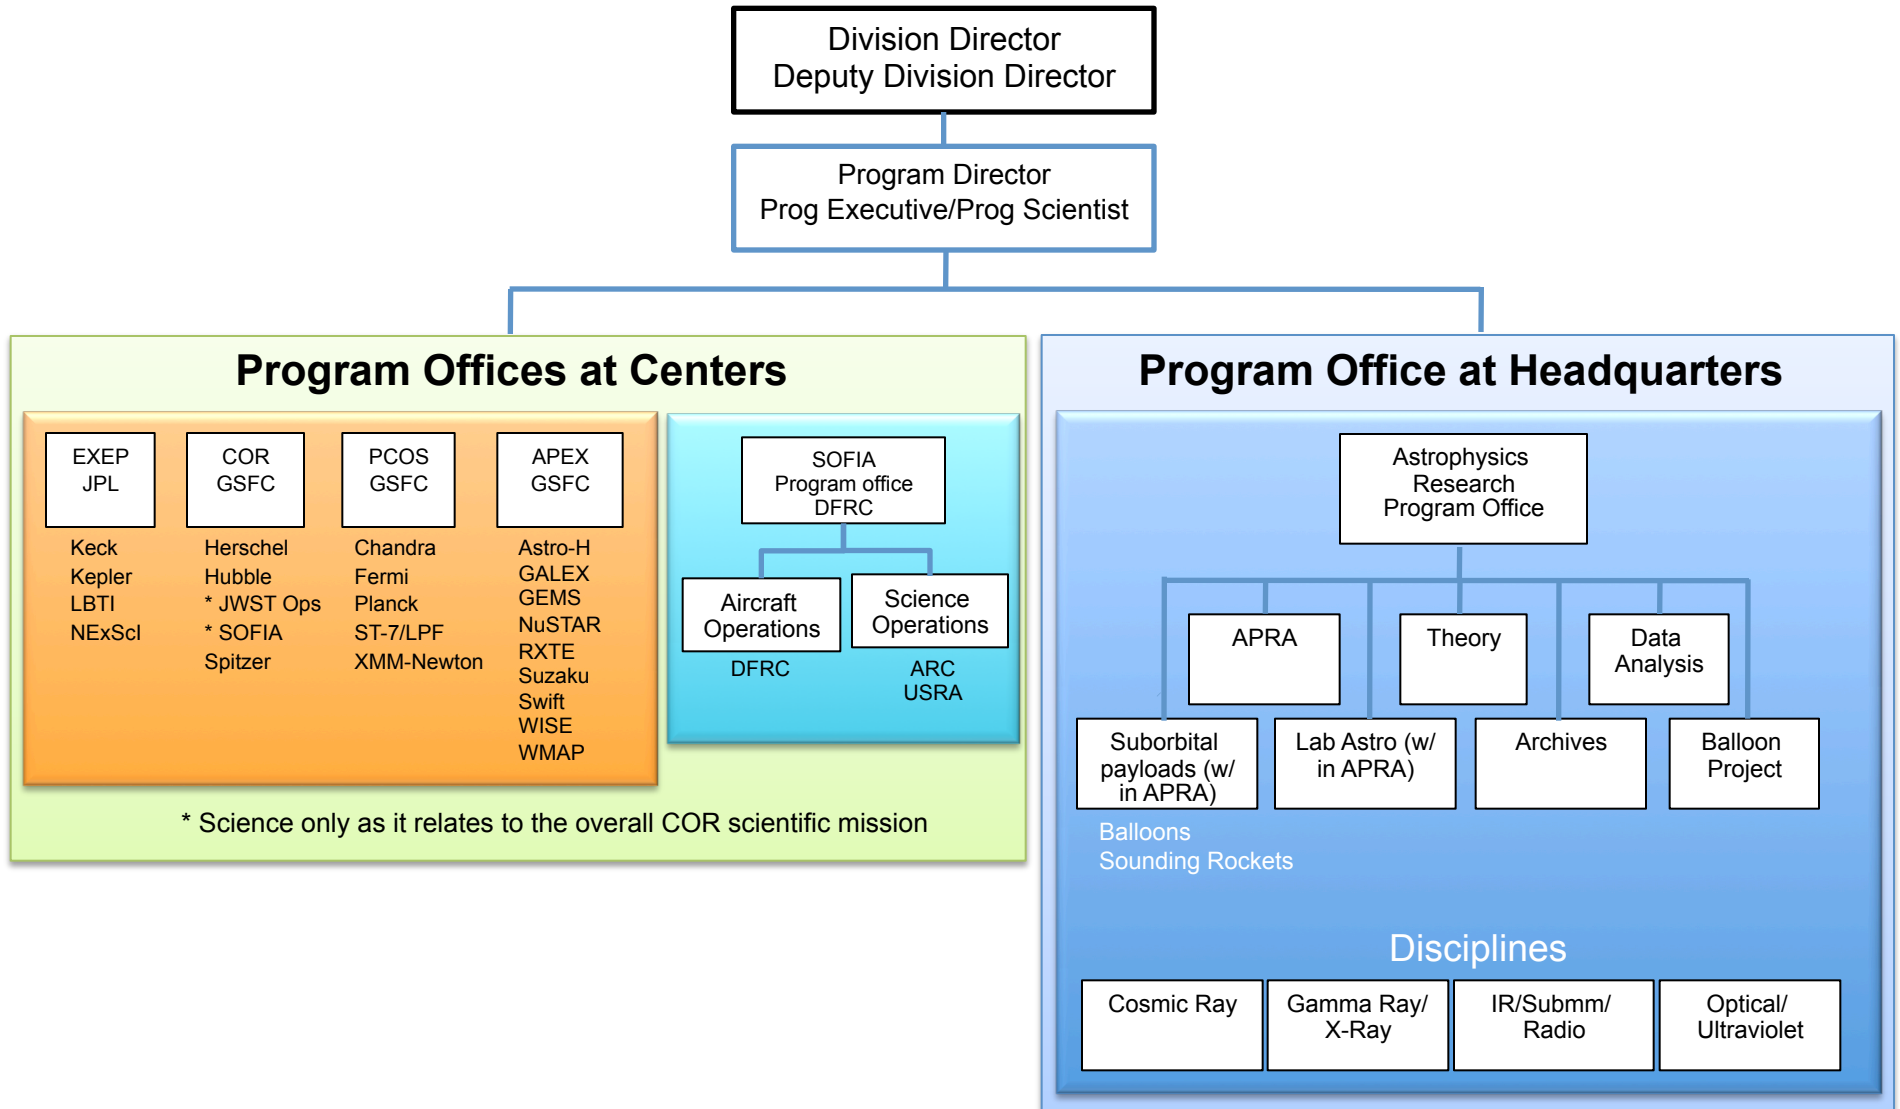 Division Director
Deputy Division Director
Program Director
Prog Executive/Prog Scientist
Program Offices at Centers
EXEP
JPL
Keck
Kepler
LBTI
NExScI
COR
GSFC
Herschel
Hubble
* JWST Ops
* SOFIA
Spitzer
PCOS
GSFC
Chandra
Fermi
Planck
ST-7/LPF
XMM-Newton
APEX
GSFC
Astro-H
GALEX
GEMS
NuSTAR
RXTE
Suzaku
Swift
WISE
WMAP
SOFIA
Program office
DFRC
Aircraft
Operations
DFRC
Science
Operations
ARC
USRA
* Science only as it relates to the overall COR scientific mission
Program Office at Headquarters
Astrophysics
Research
Program Office
APRA
Theory
Data
Analysis
Suborbital
payloads (w/
in APRA)
Balloons
Sounding Rockets
Lab Astro (w/
in APRA)
Archives
Balloon
Project
Disciplines
Cosmic Ray
Gamma Ray/
X-Ray
IR/Submm/
Radio
Optical/
Ultraviolet